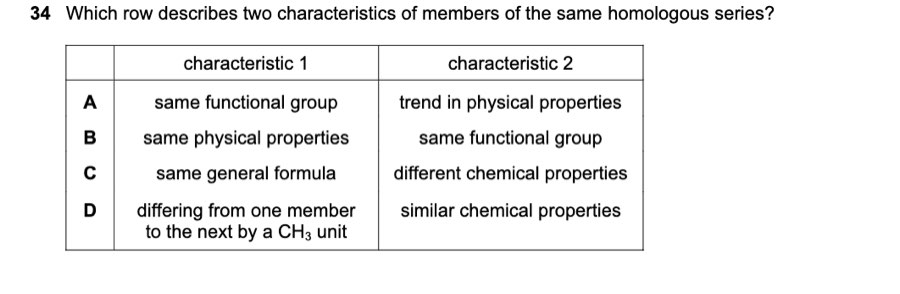 34 Which row describes two characteristics of members of the same homologous series?
characteristic 1 characteristic 2
A same functional group trend in physical properties
B same physical properties same functional group
C same general formula different chemical properties
D differing from one member similar chemical properties
to the next by a CH₃ unit